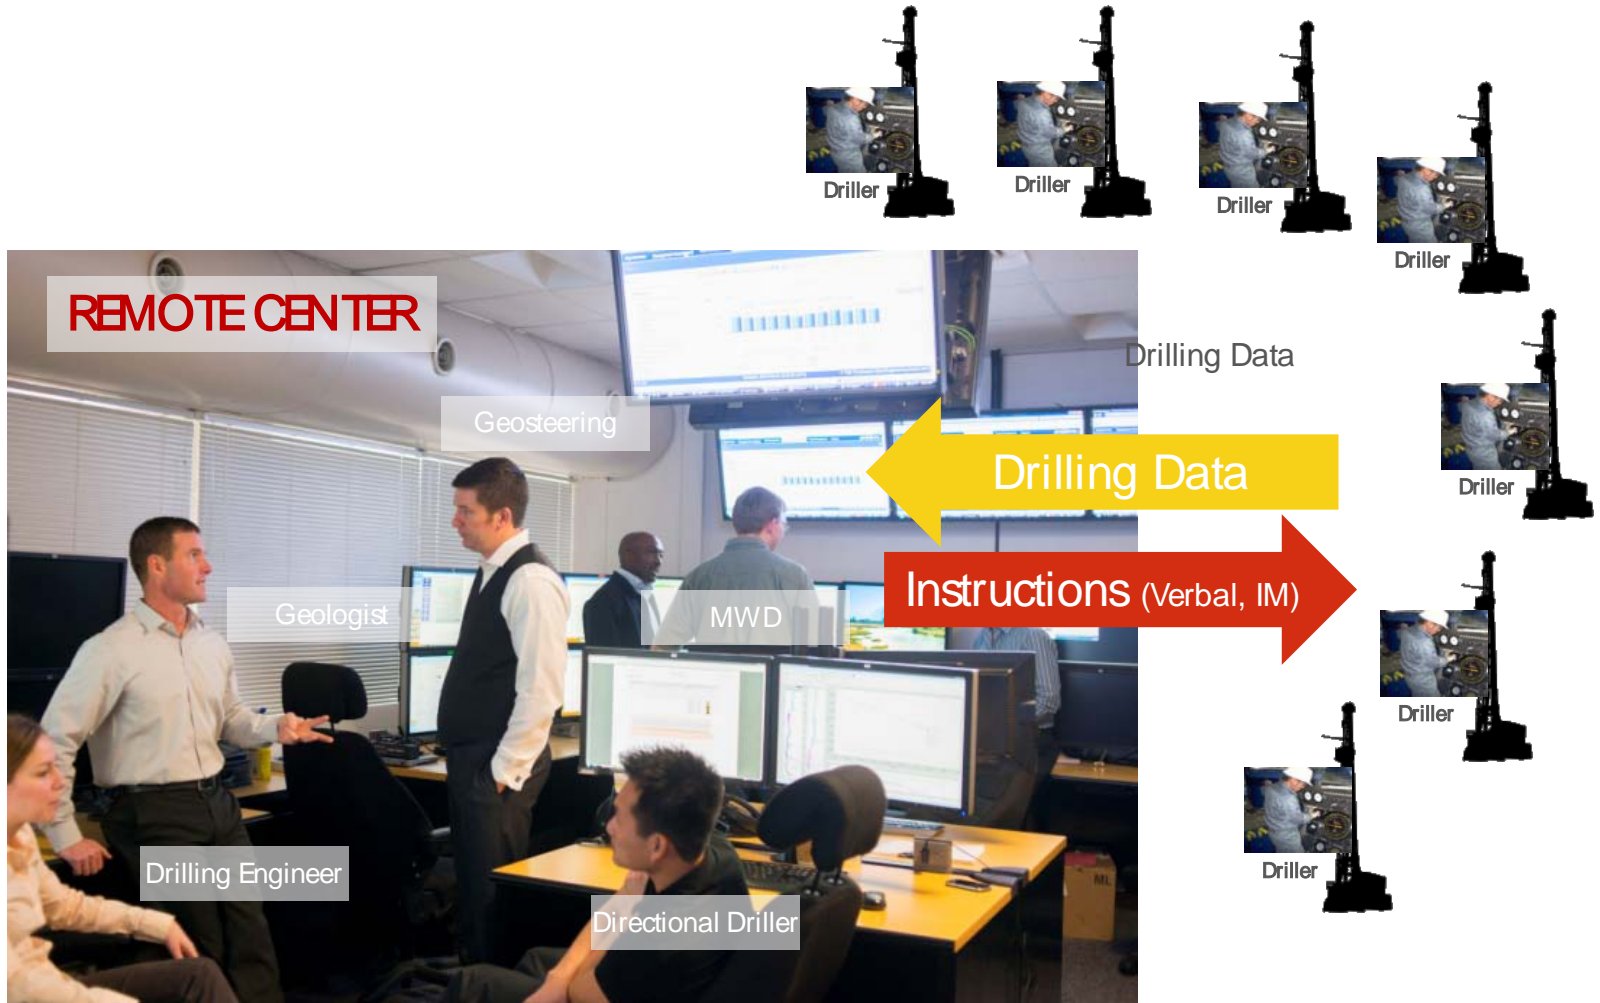 Driller
Driller
Driller
Driller
REMOTE CENTER
Drilling Data
Geosteering
Drilling Data
Driller
Instructions (Verbal, IM)
Geologist
MWD
Driller
Drilling Engineer
Driller
ML
Directional Driller